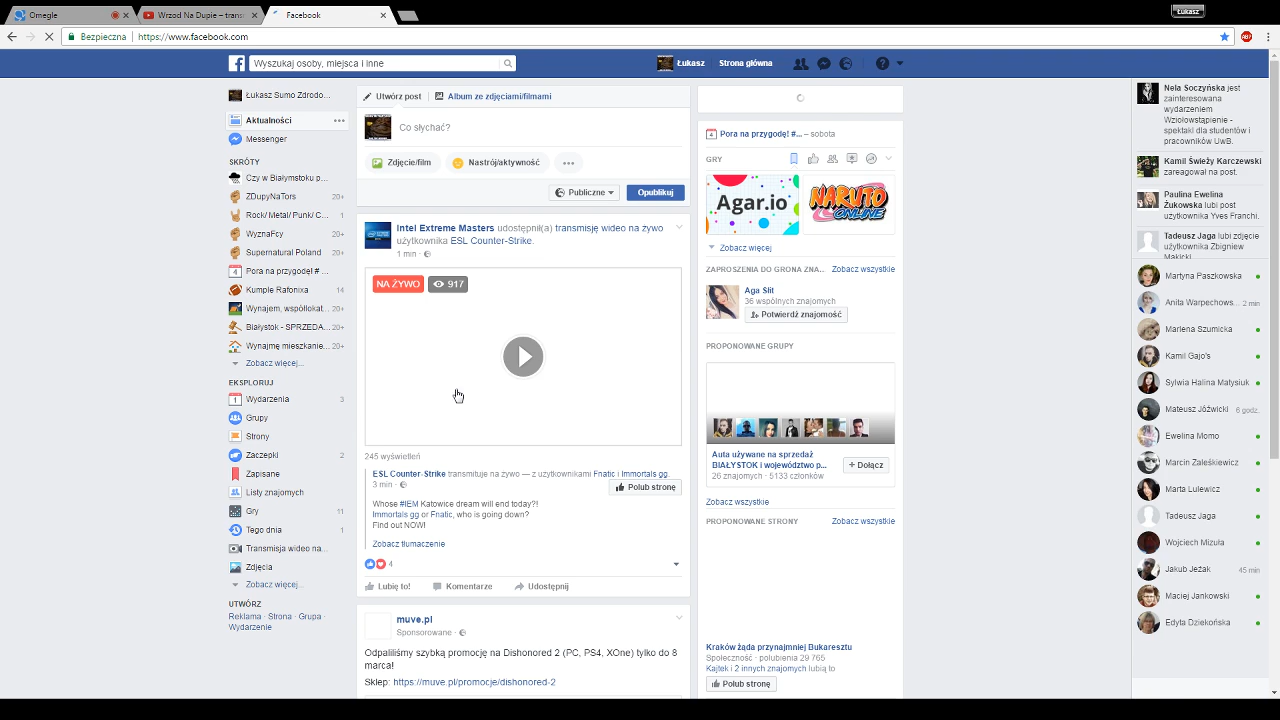 Omegle
Wrzod Na Dupie – trans
Facebook
Łukasz
Bezpieczna
https://www.facebook.com
Wyszukaj osoby, miejsca i inne
Łukasz
Strona główna
Łukasz Sumo Zdrodo...
Aktualności
Messenger
SKRÓTY
Czy w Białymstoku p...
ZDupyNaTors 20+
Rock/ Metal/ Punk/ C...
WyznaFcy 20+
Supernatural Poland 20+
Pora na przygodę! # ...
Kumple Rafonixa 20+
Wynajem, współlokat... 20+
Białystok - SPRZEDA... 20+
Wynajmę mieszkanie... 20+
Zobacz więcej...
EKSPLORUJ
Wydarzenia 3
Grupy
Strony
Zaczepki 2
Zapisane
Listy znajomych
Gry 11
Tego dnia 1
Transmisja wideo na...
Zdjęcia
Zobacz więcej...
UTWÓRZ
Reklama · Strona · Grupa ·
Wydarzenie
Utwórz post
Album ze zdjęciami/filmami
Co słychać?
Zdjęcie/film
Nastrój/aktywność
Publiczne
Opublikuj
Intel Extreme Masters udostępnił(a) transmisję wideo na żywo
użytkownika ESL Counter-Strike.
1 min ·
NA ŻYWO
917
245 wyświetleń
ESL Counter-Strike transmituje na żywo — z użytkownikami Fnatic i Immortals gg.
3 min ·
Polub stronę
Whose #IEM Katowice dream will end today?!
Immortals gg or Fnatic, who is going down?
Find out NOW!
Zobacz tłumaczenie
4
Lubię to!
Komentarze
Udostępnij
muve.pl
Sponsorowane ·
Odpaliliśmy szybką promocję na Dishonored 2 (PC, PS4, XOne) tylko do 8
marca!
Sklep: https://muve.pl/promocje/dishonored-2
Pora na przygodę! #... – sobota
GRY
Agar.io
NARUTO
ONLINE
Zobacz więcej
ZAPROSZENIA DO GRONA ZNA... Zobacz wszystkie
Aga Slit
36 wspólnych znajomych
Potwierdź znajomość
PROPONOWANE GRUPY
Auta używane na sprzedaż
BIAŁYSTOK i województwo p...
26 znajomych · 5133 członków
+ Dołącz
Zobacz wszystkie
PROPONOWANE STRONY Zobacz wszystkie
Kraków żąda przynajmniej Bukaresztu
Społeczność · polubienia 29 765
Kajtek i 2 innych znajomych lubią to
Polub stronę
Nela Soczyńska jest
zainteresowana
wydarzeniem
Wziołowstąpienie -
spektakl dla studentów i
pracowników UwB.
Kamil Świeży Karczewski
zareagował na post.
Paulina Ewelina
Żukowska lubi post
użytkownika Yves Franchi.
Tadeusz Jaga lubi zdjęcie
użytkownika Zbigniew
Makicki
Martyna Paszkowska
Anita Warpechows... 2 min
Marlena Szumicka
Kamil Gajo's
Sylwia Halina Matysiuk
Mateusz Jóźwicki 6 godz.
Ewelina Momo
Marcin Zaleśkiewicz
Marta Lulewicz
Tadeusz Jaga
Wojciech Mizuła
Jakub Jeżak 45 min
Maciej Jankowski
Edyta Dziekońska